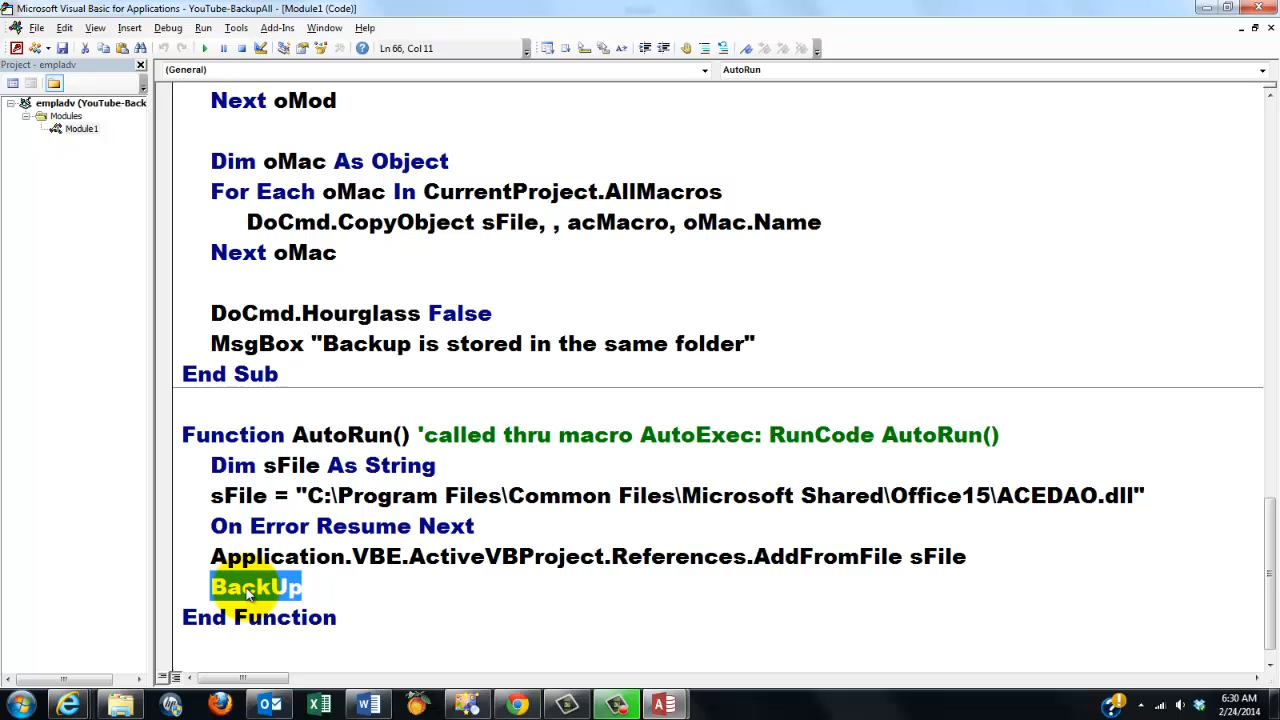 Microsoft Visual Basic for Applications - YouTube-BackupAll - [Module1 (Code)]
File Edit View Insert Debug Run Tools Add-Ins Window Help
Ln 66, Col 11
Project - empladv
(General) AutoRun
empladv (YouTube-Back
Modules
Module1
Next oMod
Dim oMac As Object
For Each oMac In CurrentProject.AllMacros
DoCmd.CopyObject sFile, , acMacro, oMac.Name
Next oMac
DoCmd.Hourglass False
MsgBox "Backup is stored in the same folder"
End Sub
Function AutoRun() 'called thru macro AutoExec: RunCode AutoRun()
Dim sFile As String
sFile = "C:\Program Files\Common Files\Microsoft Shared\Office15\ACEDAO.dll"
On Error Resume Next
Application.VBE.ActiveVBProject.References.AddFromFile sFile
BackUp
End Function
6:30 AM
2/24/2014